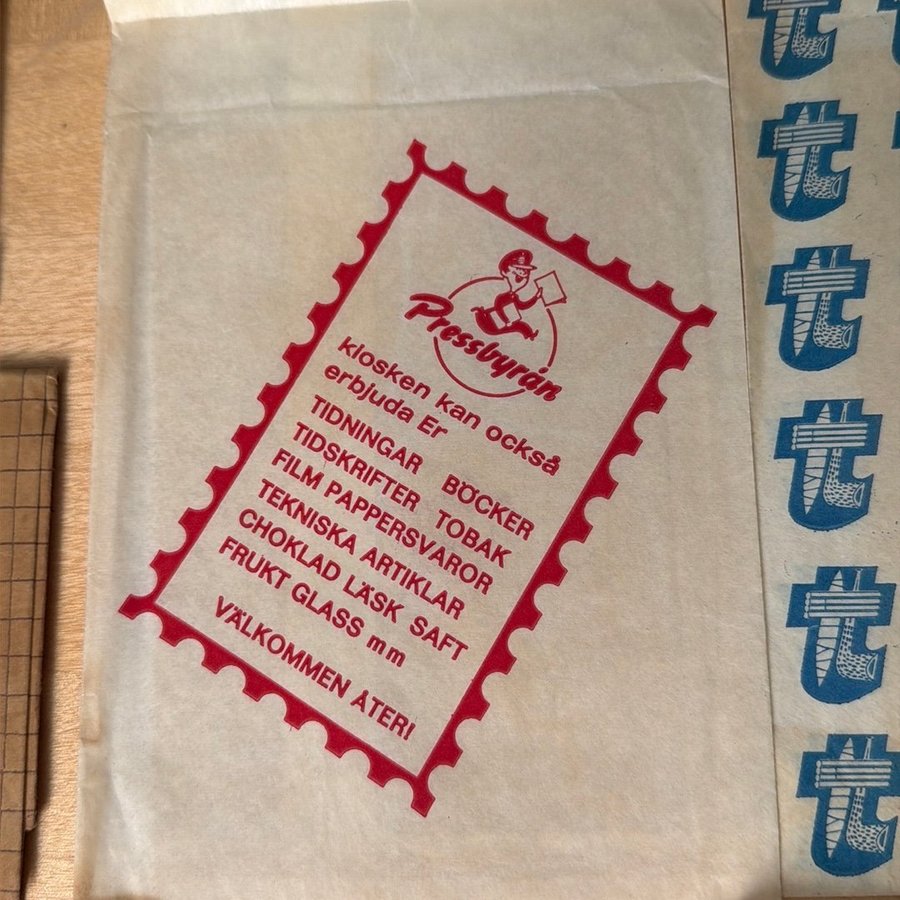 Pressbyrån
kiosken kan också
erbjuda Er
TIDNINGAR BÖCKER
TIDSKRIFTER TOBAK
FILM PAPPERSVAROR
TEKNISKA ARTIKLAR
CHOKLAD LÄSK SAFT
FRUKT GLASS mm
VÄLKOMMEN ÅTER!
t
t
t
t
t
t